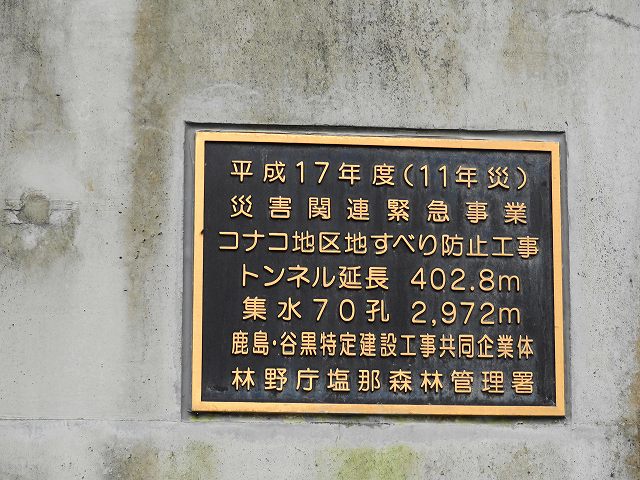 平成17年度(11年災)
災害関連緊急事業
コナコ地区地すべり防止工事
トンネル延長 402.8m
集水70孔 2,972m
鹿島・谷黒特定建設工事共同企業体
林野庁塩那森林管理署